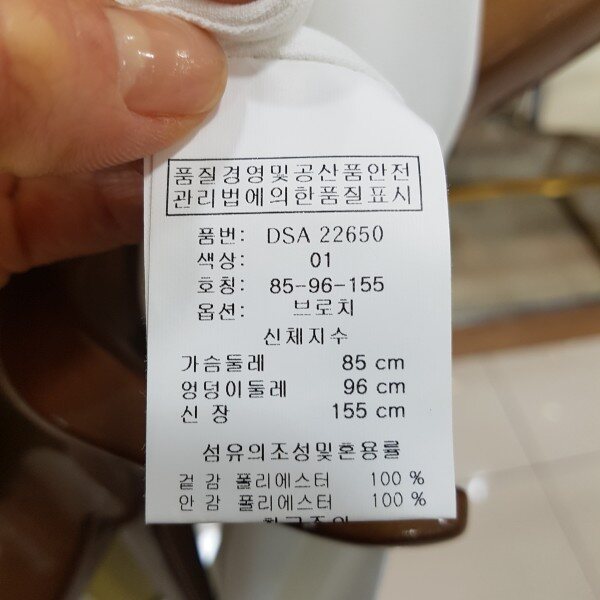 품질경영및공산품안전
관리법에의한품질표시
품번: DSA 22650
색상: 01
호칭: 85-96-155
옵션: 브로치
신체지수
가슴둘레 85 cm
엉덩이둘레 96 cm
신 장 155 cm
섬유의조성및혼용률
겉감 폴리에스터 100 %
안감 폴리에스터 100 %